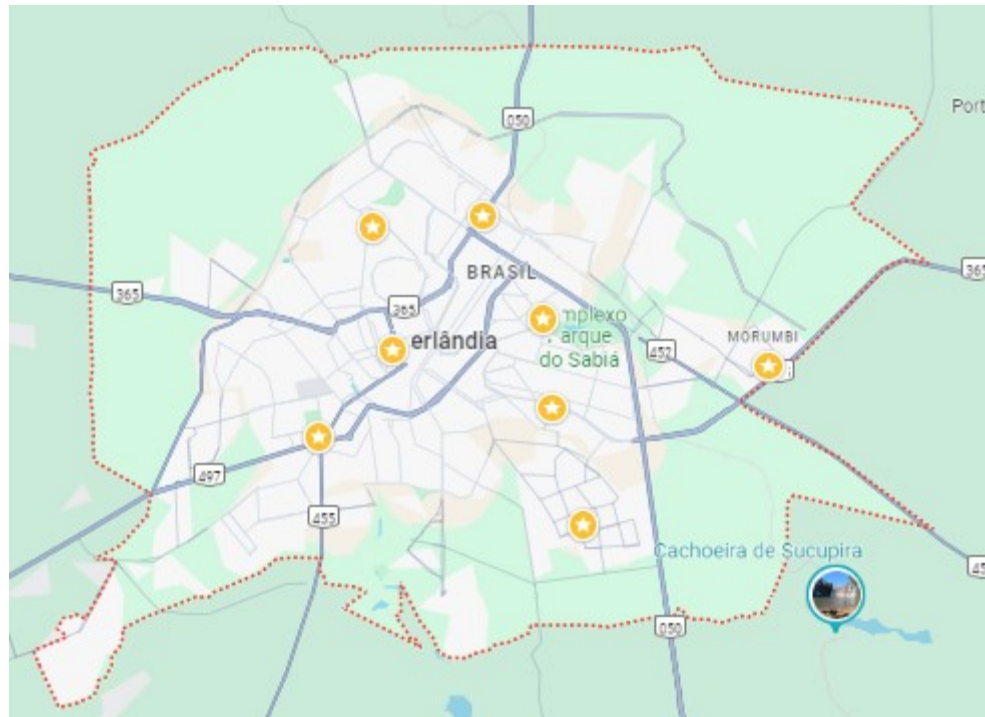 050
Port
365
BRASIL
365
365
erlândia
mplexo
arque
do Sabiá
452
MORUMBI
497
455
Cachoeira de Sucupira
45
050